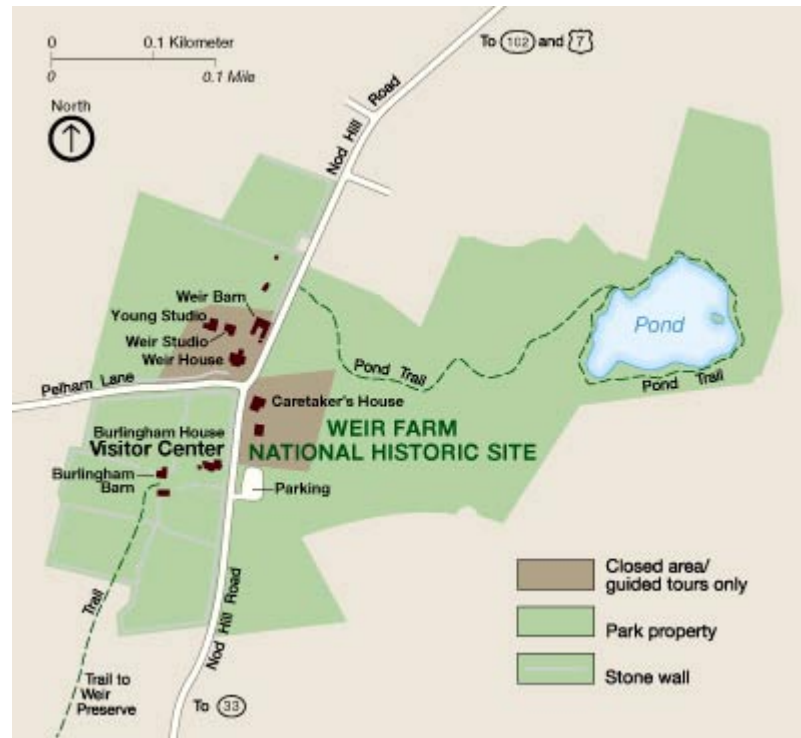 0 0.1 Kilometer
0 0.1 Mile
North
To 102 and 7
Nod Hill Road
Weir Barn
Young Studio
Weir Studio
Weir House
Pond
Pond Trail
Pond Trail
Pelham Lane
Caretaker's House
WEIR FARM
NATIONAL HISTORIC SITE
Burlingham House
Visitor Center
Burlingham
Barn
Parking
Closed area/
guided tours only
Park property
Stone wall
Trail
Nod Hill Road
Trail to
Weir
Preserve
To 33